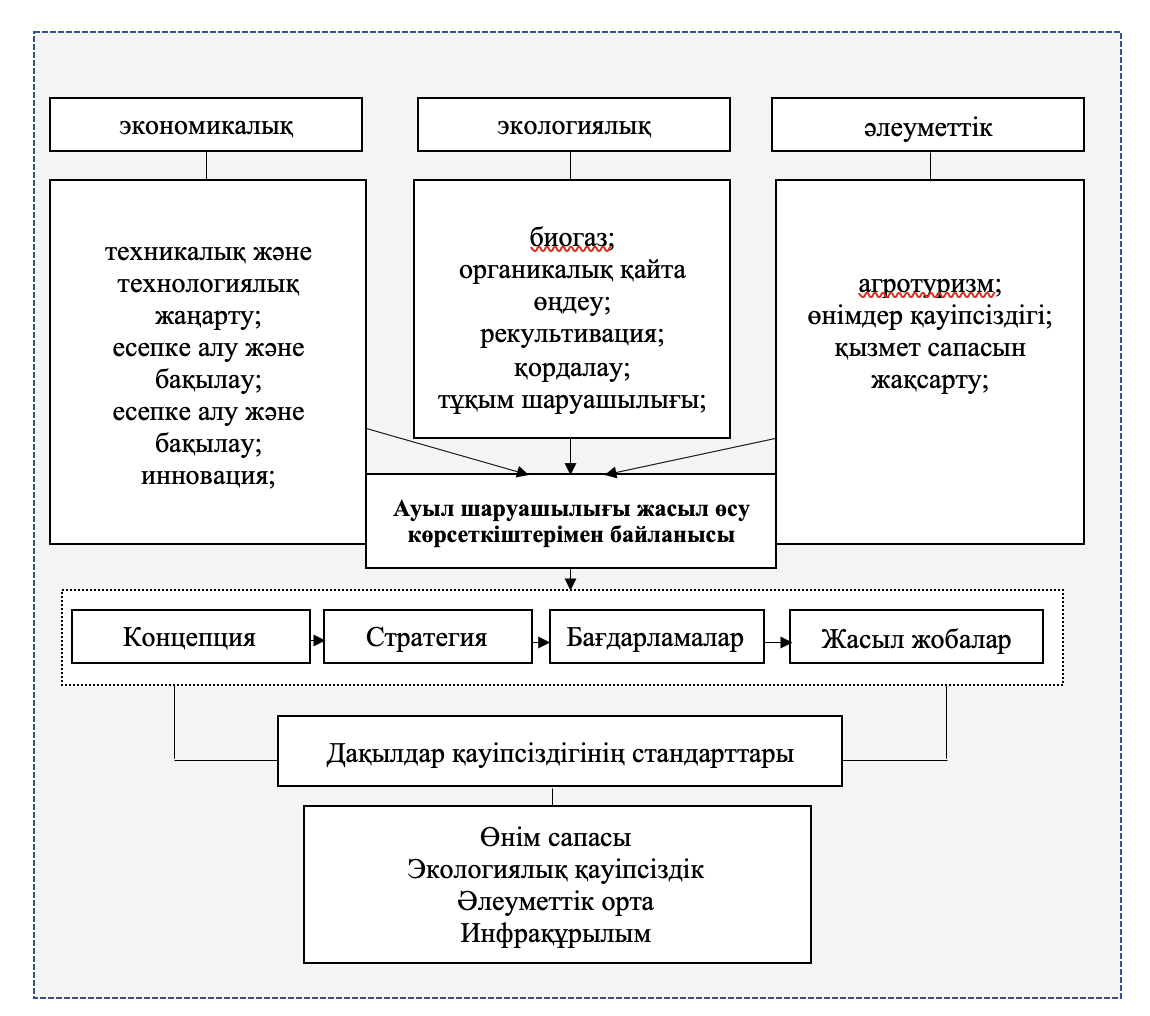 экономикалық
экологиялық
әлеуметтік
техникалық және
технологиялық
жаңарту;
есепке алу және
бақылау;
есепке алу және
бақылау;
инновация;
биогаз;
органикалық қайта
өңдеу;
рекультивация;
қордалау;
тұқым шаруашылығы;
агротуризм;
өнімдер қауіпсіздігі;
қызмет сапасын
жақсарту;
Ауыл шаруашылығы жасыл өсу
көрсеткіштерімен байланысы
Концепция
Стратегия
Бағдарламалар
Жасыл жобалар
Дақылдар қауіпсіздігінің стандарттары
Өнім сапасы
Экологиялық қауіпсіздік
Әлеуметтік орта
Инфрақұрылым